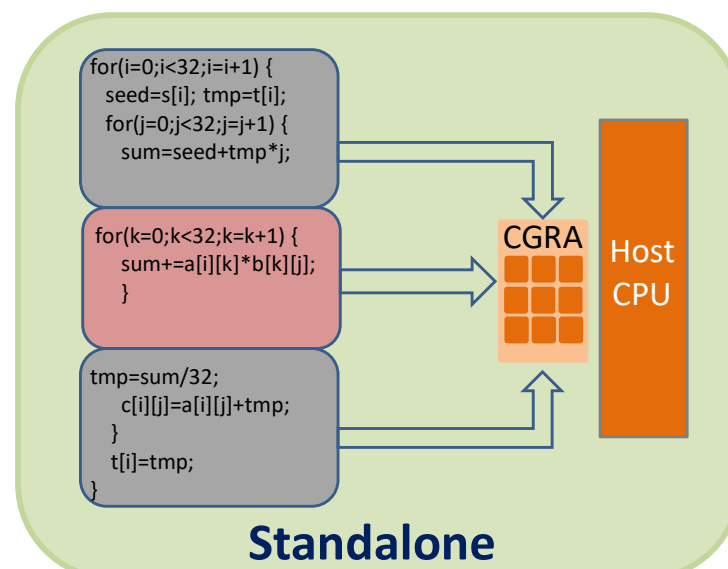 for(i=0;i<32;i=i+1) {
seed=s[i]; tmp=t[i];
for(j=0;j<32;j=j+1) {
sum=seed+tmp*j;
for(k=0;k<32;k=k+1) {
sum+=a[i][k]*b[k][j];
}
tmp=sum/32;
c[i][j]=a[i][j]+tmp;
}
t[i]=tmp;
}
CGRA
Host
CPU
Standalone